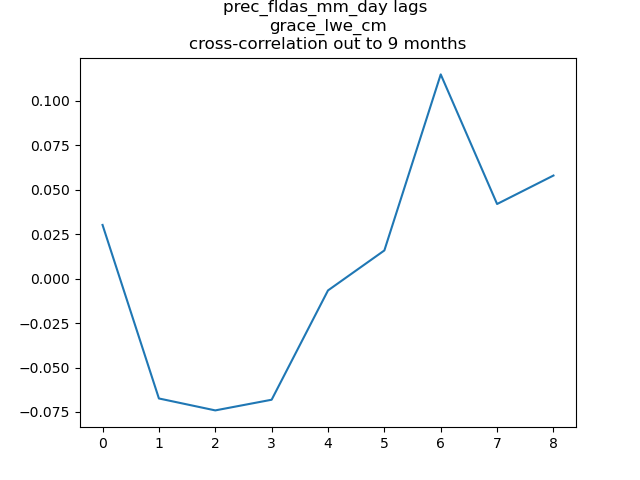 prec_fldas_mm_day lags
grace_lwe_cm
cross-correlation out to 9 months
0.100
0.075
0.050
0.025
0.000
−0.025
−0.050
−0.075
0 1 2 3 4 5 6 7 8